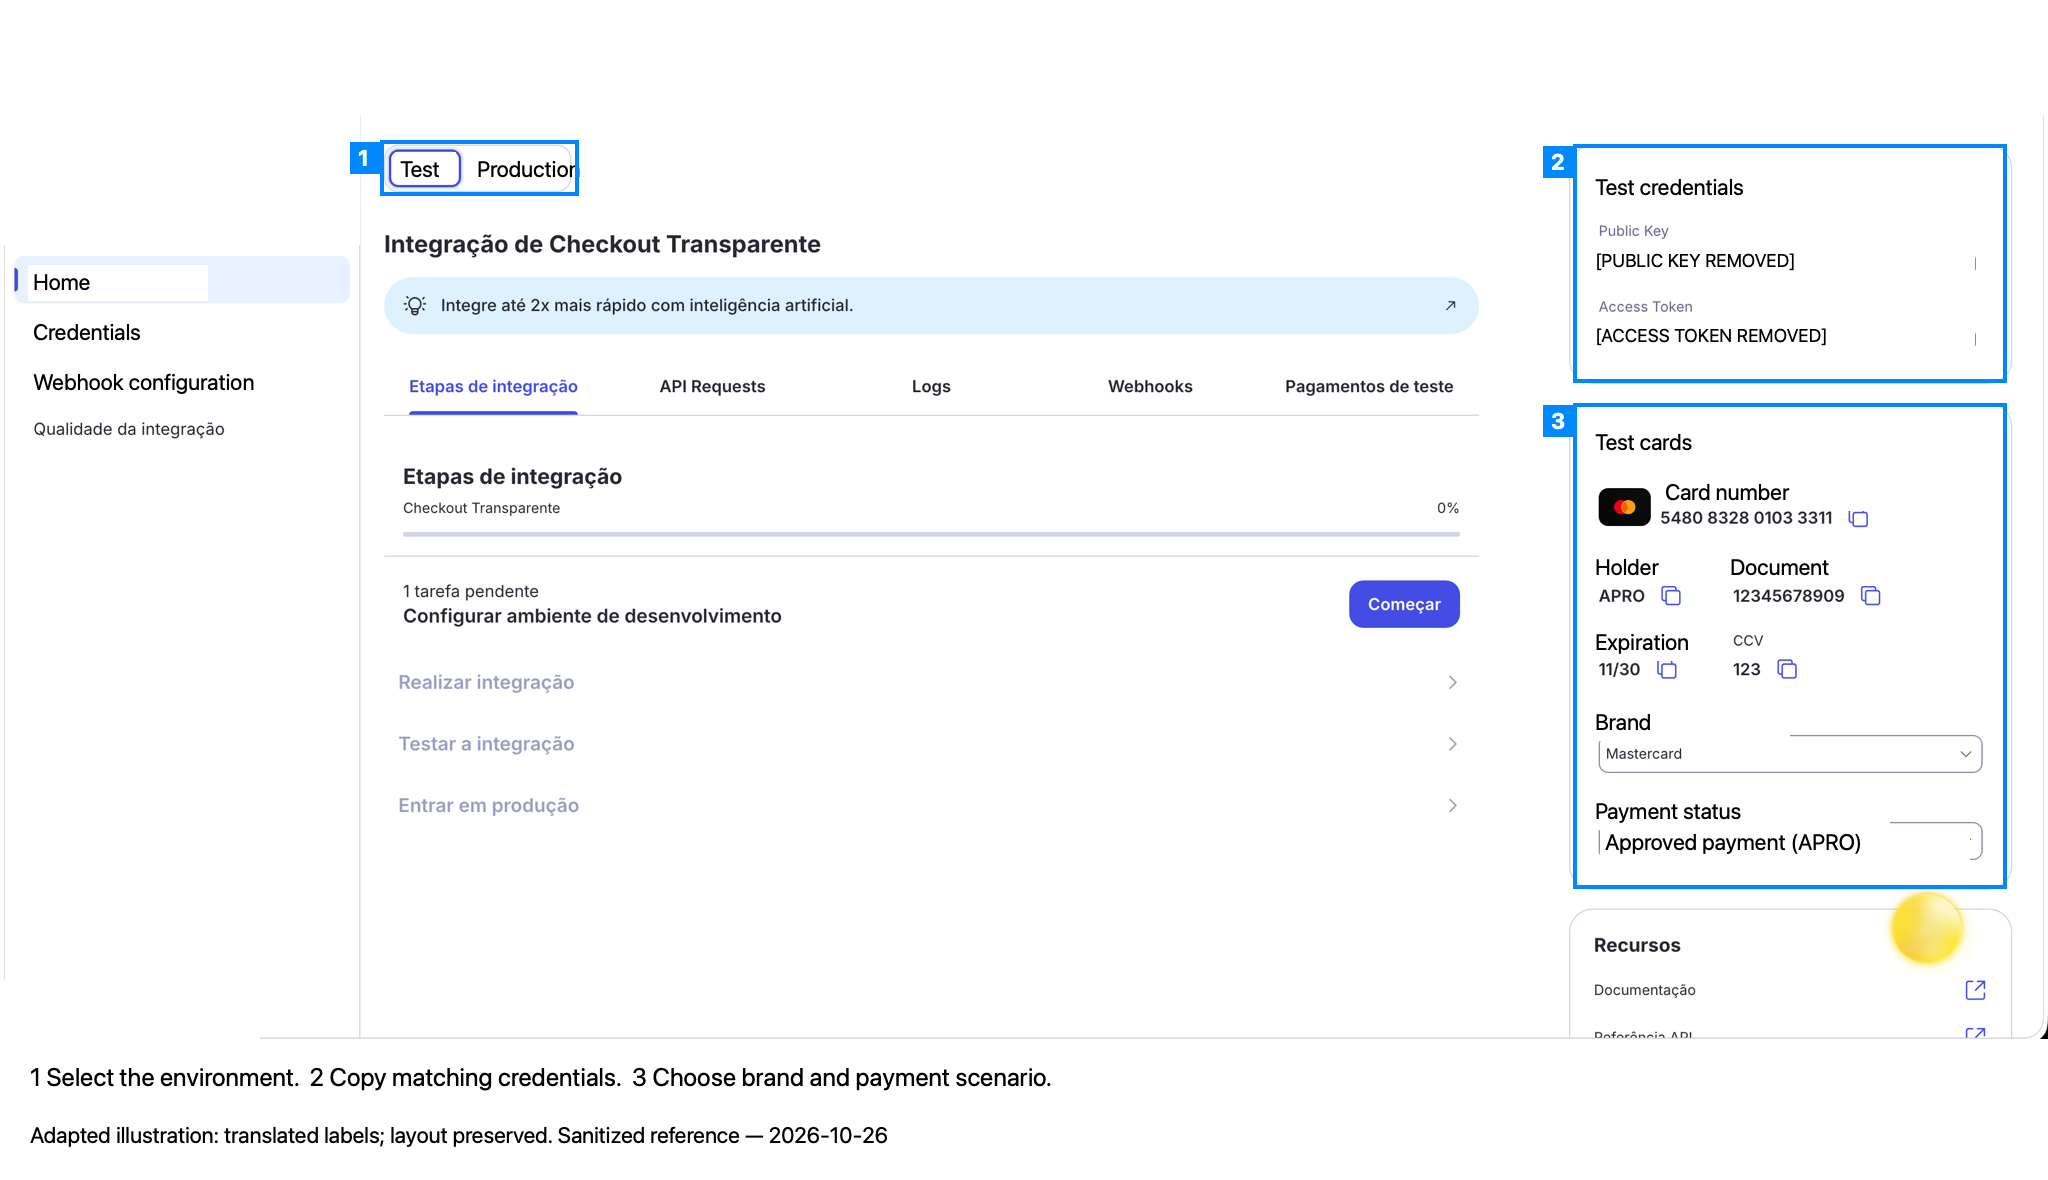 1
Test
Production
Home
Credentials
Webhook configuration
Qualidade da integração
Integração de Checkout Transparente
Integre até 2x mais rápido com inteligência artificial.
Etapas de integração
API Requests
Logs
Webhooks
Pagamentos de teste
Etapas de integração
Checkout Transparente
0%
1 tarefa pendente
Configurar ambiente de desenvolvimento
Começar
Realizar integração
Testar a integração
Entrar em produção
2
Test credentials
Public Key
[PUBLIC KEY REMOVED]
Access Token
[ACCESS TOKEN REMOVED]
3
Test cards
Card number
5480 8328 0103 3311
Holder
Document
APRO
12345678909
Expiration
CCV
11/30
123
Brand
Mastercard
Payment status
Approved payment (APRO)
Recursos
Documentação
Referência API
1 Select the environment. 2 Copy matching credentials. 3 Choose brand and payment scenario.
Adapted illustration: translated labels; layout preserved. Sanitized reference — 2026-10-26